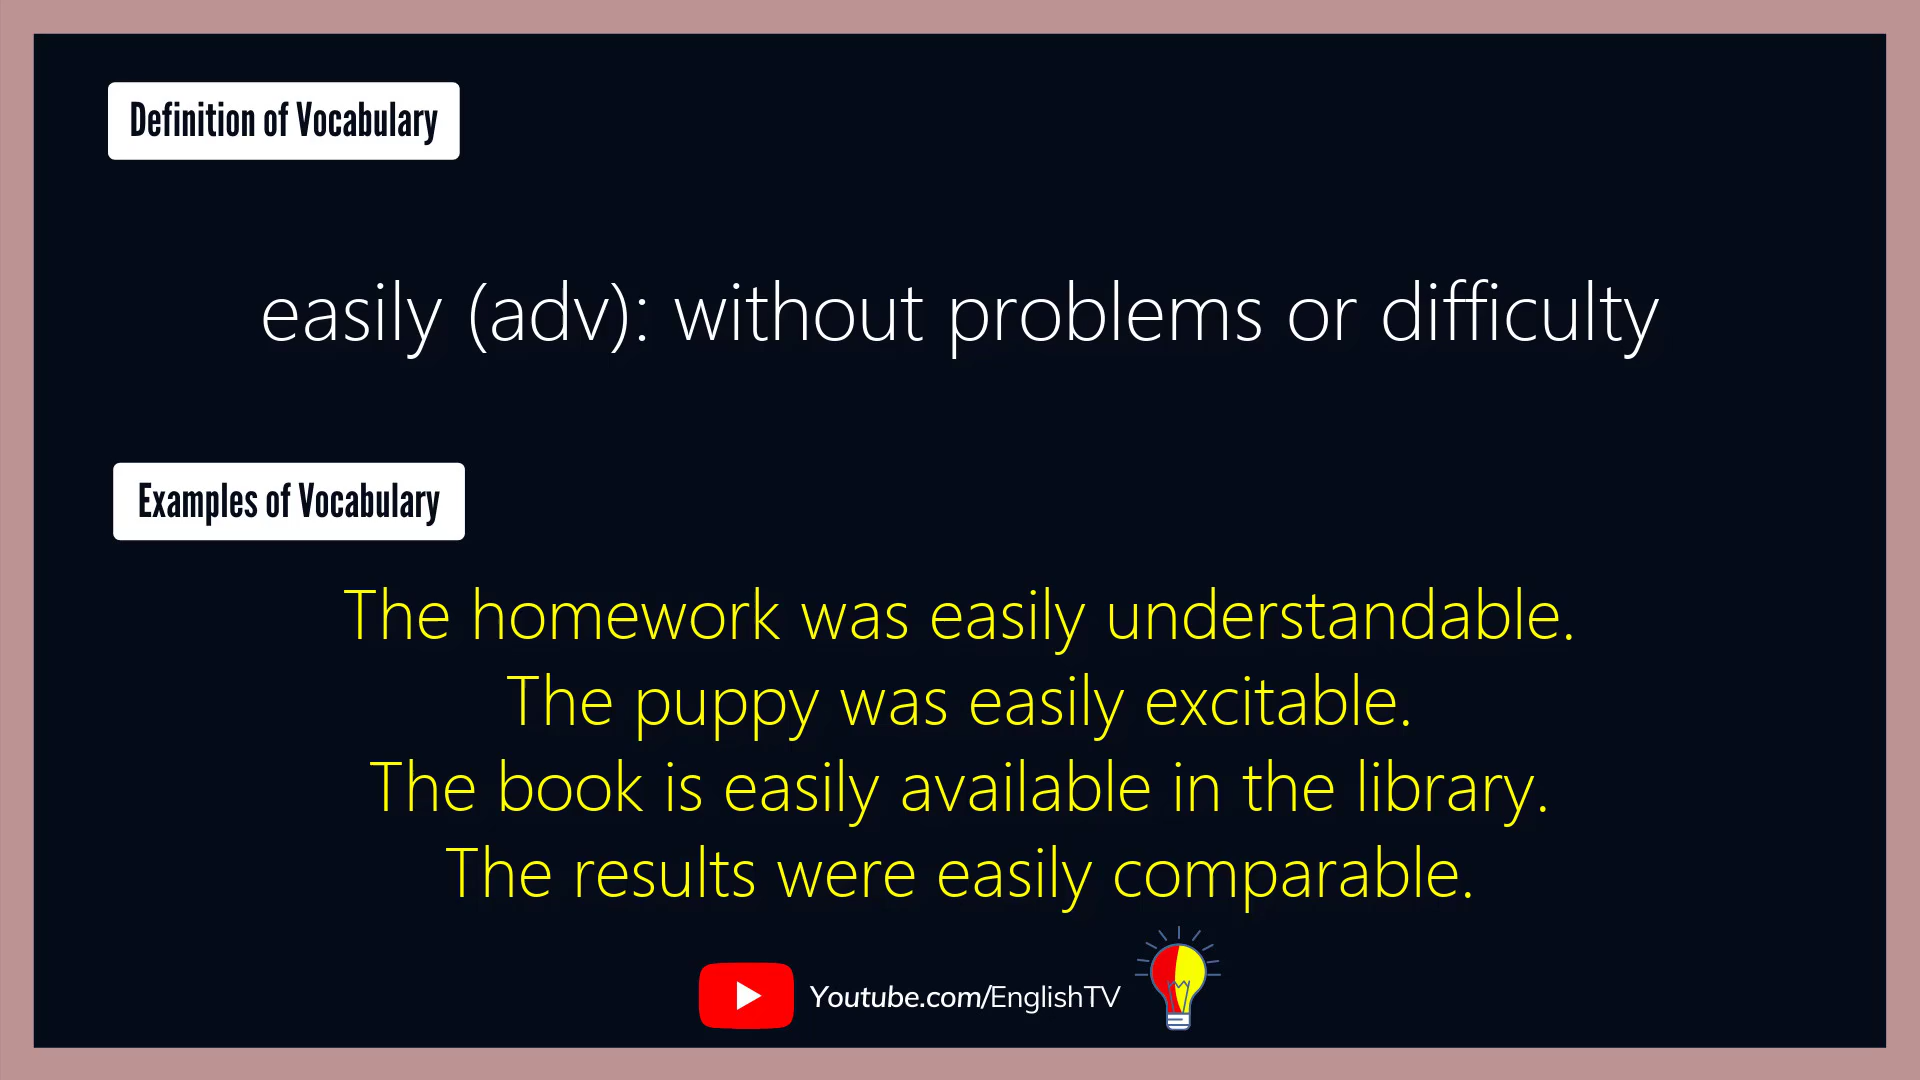 Definition of Vocabulary
easily (adv): without problems or difficulty
Examples of Vocabulary
The homework was easily understandable.
The puppy was easily excitable.
The book is easily available in the library.
The results were easily comparable.
Youtube.com/EnglishTV